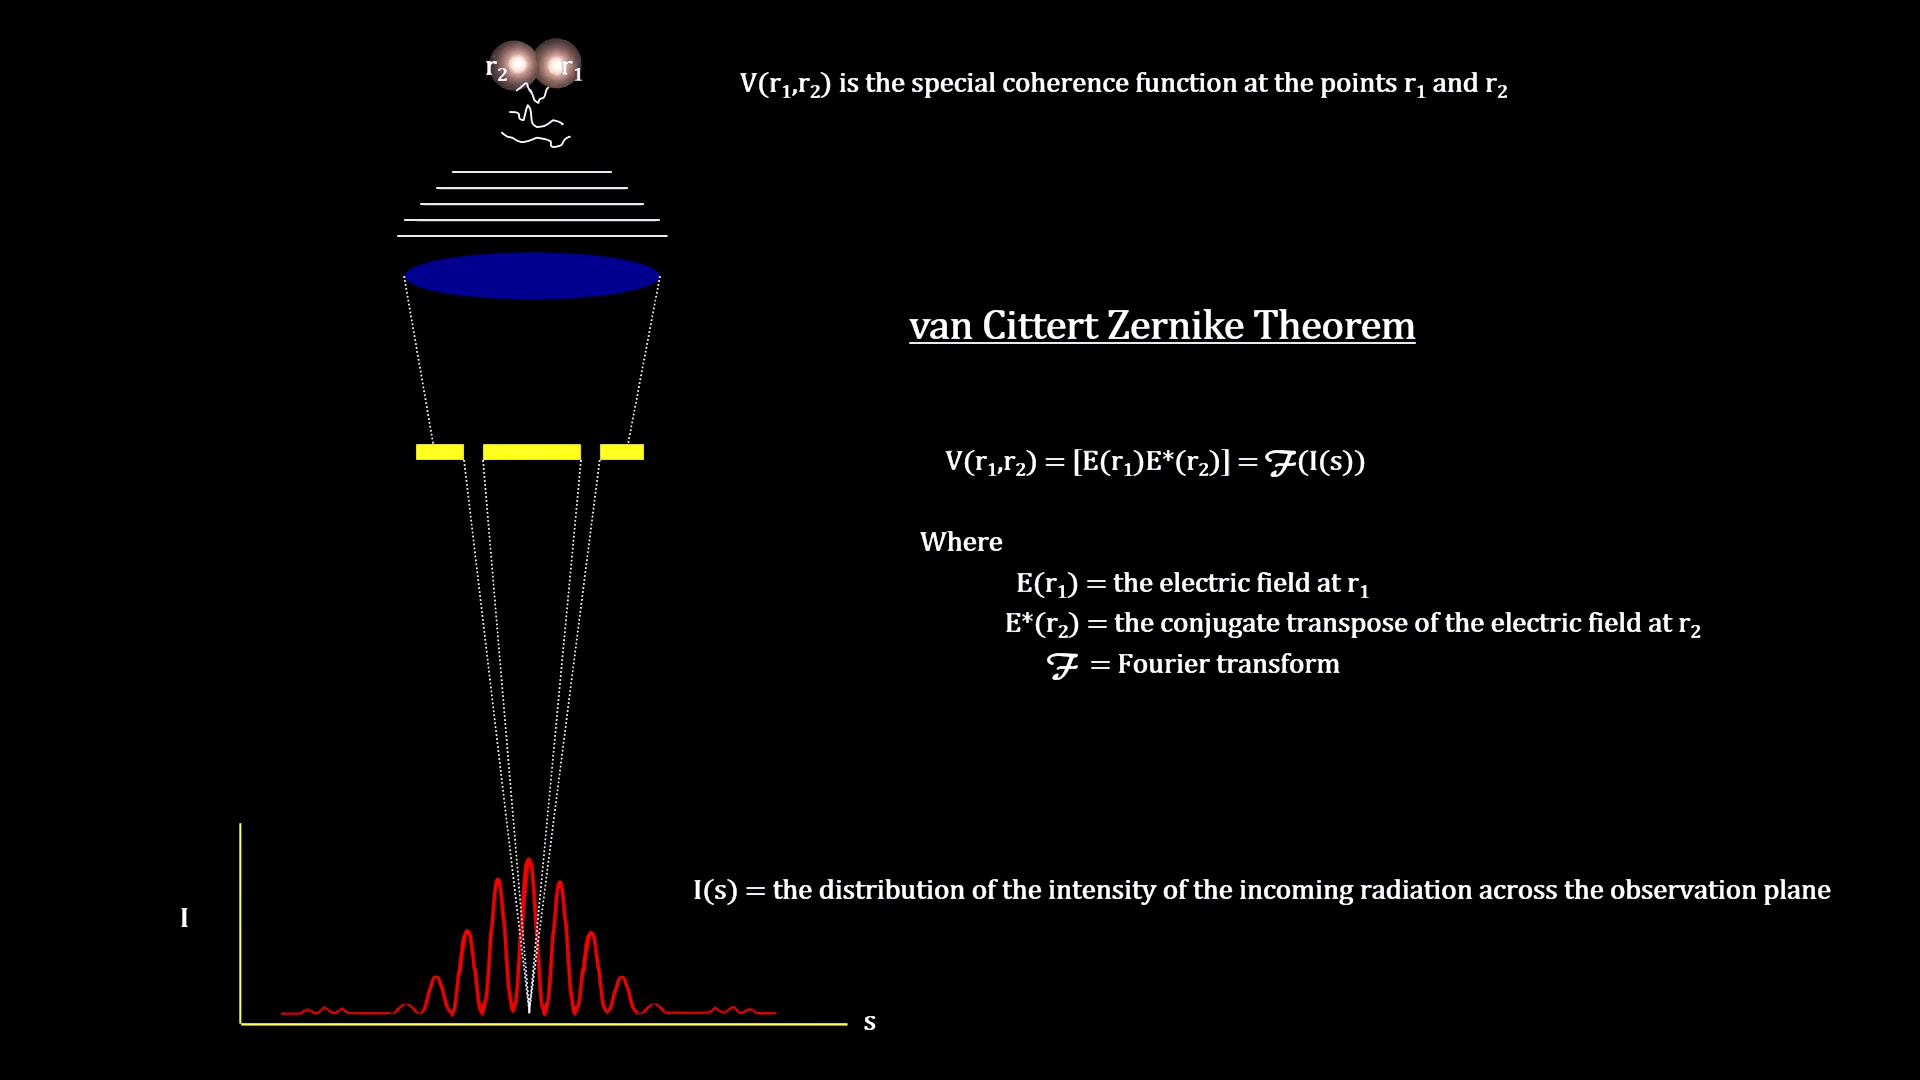 r₂ r₁
V(r₁,r₂) is the special coherence function at the points r₁ and r₂
van Cittert Zernike Theorem
V(r₁,r₂) = [E(r₁)E*(r₂)] = ℱ(I(s))
Where
E(r₁) = the electric field at r₁
E*(r₂) = the conjugate transpose of the electric field at r₂
ℱ = Fourier transform
I(s) = the distribution of the intensity of the incoming radiation across the observation plane
I
s